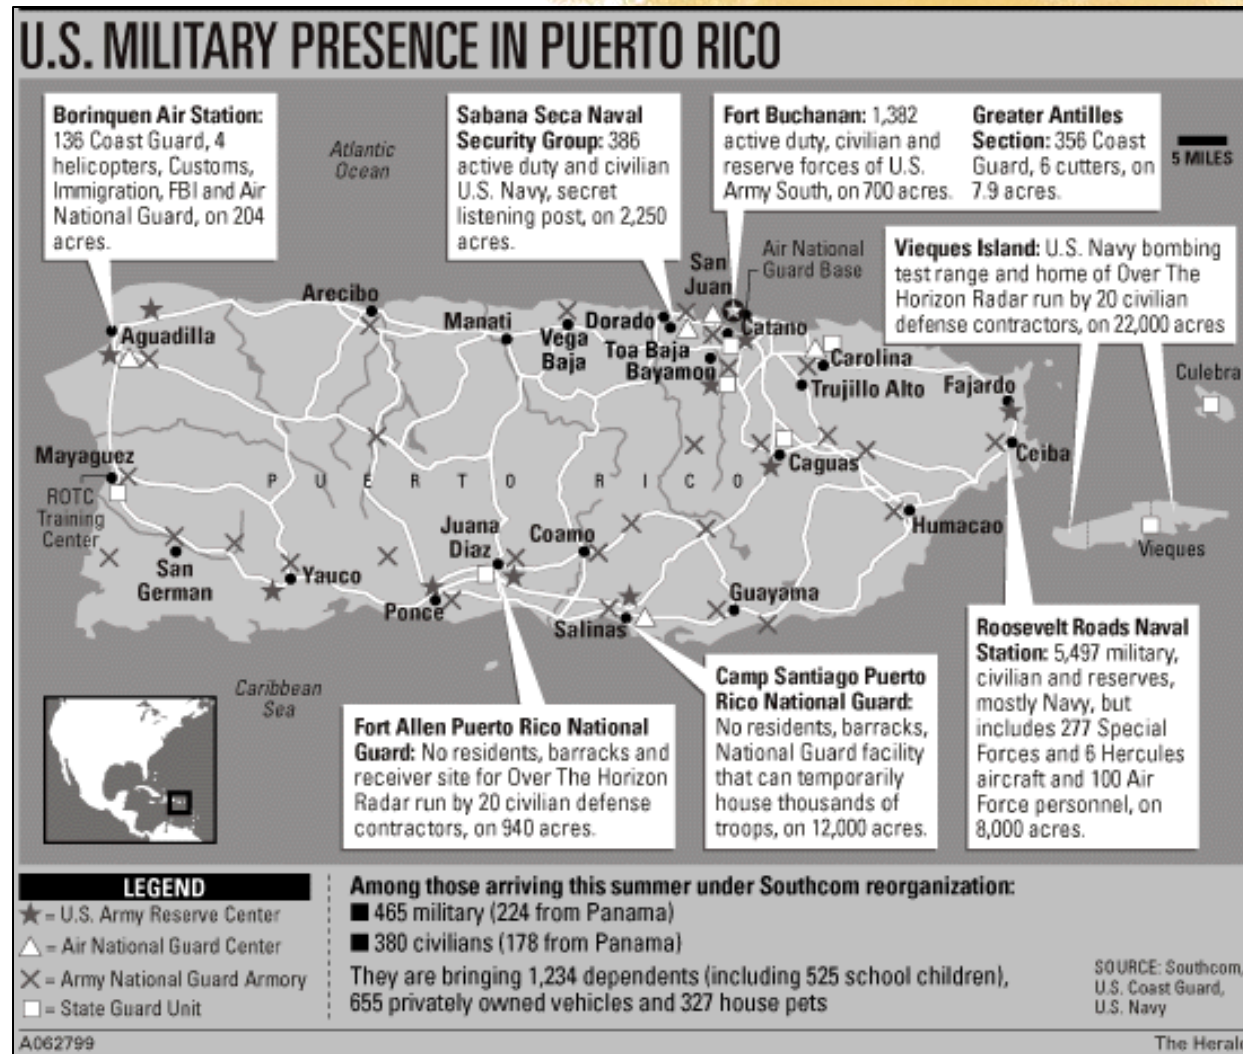 U.S. MILITARY PRESENCE IN PUERTO RICO
Borinquen Air Station:
136 Coast Guard, 4
helicopters, Customs,
Immigration, FBI and Air
National Guard, on 204
acres.
Atlantic
Ocean
Sabana Seca Naval
Security Group: 386
active duty and civilian
U.S. Navy, secret
listening post, on 2,250
acres.
Fort Buchanan: 1,382
active duty, civilian and
reserve forces of U.S.
Army South, on 700 acres.
Greater Antilles
Section: 356 Coast
Guard, 6 cutters, on
7.9 acres.
5 MILES
Vieques Island: U.S. Navy bombing
test range and home of Over The
Horizon Radar run by 20 civilian
defense contractors, on 22,000 acres
Air National
Guard Base
San
Juan
Arecibo
Aguadilla
Manati
Vega
Baja
Dorado
Toa Baja
Bayamon
Catano
Carolina
Trujillo Alto
Fajardo
Culebra
Ceiba
Mayaguez
ROTC
Training
Center
PUERTO RICO
Caguas
Humacao
Vieques
San
German
Yauco
Juana
Diaz
Coamo
Ponce
Salinas
Guayama
Caribbean
Sea
Fort Allen Puerto Rico National
Guard: No residents, barracks and
receiver site for Over The Horizon
Radar run by 20 civilian defense
contractors, on 940 acres.
Camp Santiago Puerto
Rico National Guard:
No residents, barracks,
National Guard facility
that can temporarily
house thousands of
troops, on 12,000 acres.
Roosevelt Roads Naval
Station: 5,497 military,
civilian and reserves,
mostly Navy, but
includes 277 Special
Forces and 6 Hercules
aircraft and 100 Air
Force personnel, on
8,000 acres.
LEGEND
= U.S. Army Reserve Center
= Air National Guard Center
= Army National Guard Armory
= State Guard Unit
Among those arriving this summer under Southcom reorganization:
■ 465 military (224 from Panama)
■ 380 civilians (178 from Panama)
They are bringing 1,234 dependents (including 525 school children),
655 privately owned vehicles and 327 house pets
SOURCE: Southcom,
U.S. Coast Guard,
U.S. Navy
A062799
The Herald